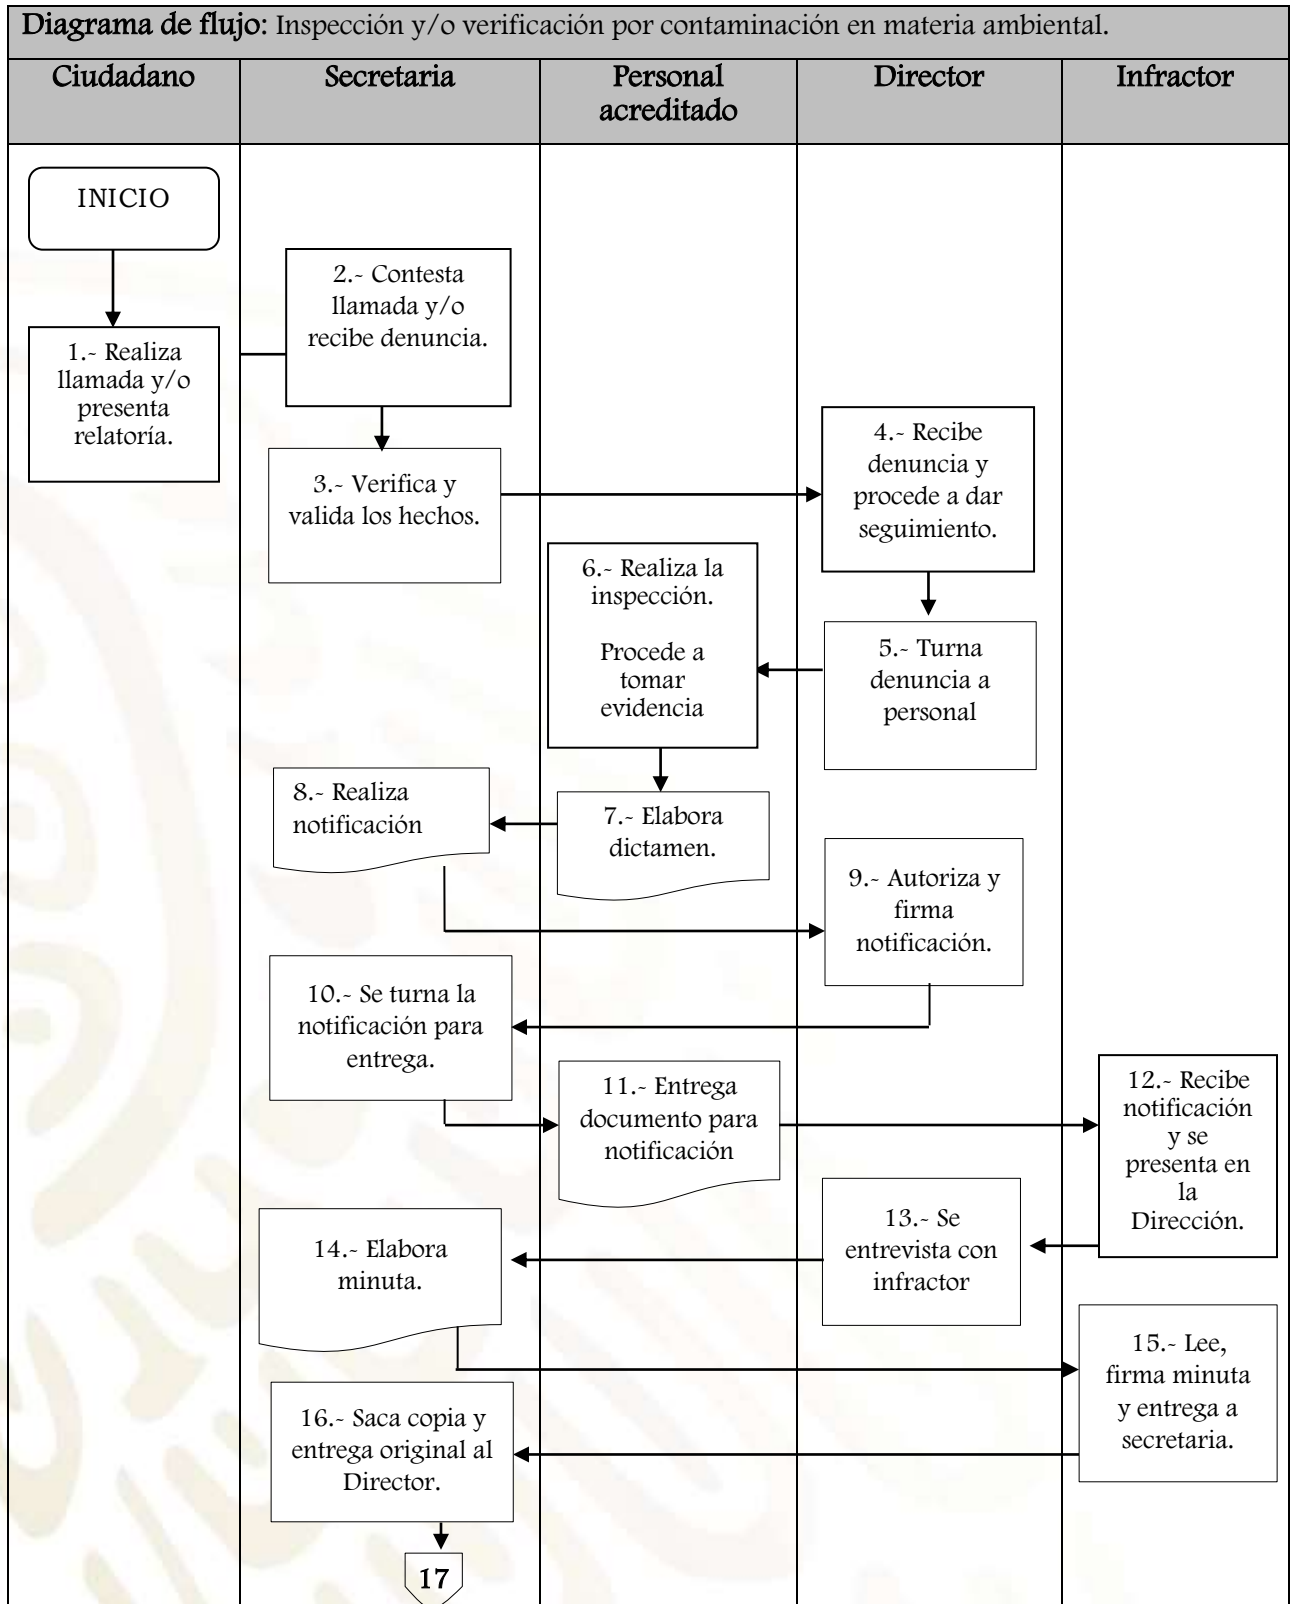 Diagrama de flujo: Inspección y/o verificación por contaminación en materia ambiental.
Ciudadano
Secretaria
Personal
acreditado
Director
Infractor
INICIO
1.- Realiza
llamada y/o
presenta
relatoría.
2.- Contesta
llamada y/o
recibe denuncia.
3.- Verifica y
valida los hechos.
4.- Recibe
denuncia y
procede a dar
seguimiento.
5.- Turna
denuncia a
personal
6.- Realiza la
inspección.
Procede a
tomar
evidencia
7.- Elabora
dictamen.
8.- Realiza
notificación
9.- Autoriza y
firma
notificación.
10.- Se turna la
notificación para
entrega.
11.- Entrega
documento para
notificación
12.- Recibe
notificación
y se
presenta en
la
Dirección.
13.- Se
entrevista con
infractor
14.- Elabora
minuta.
15.- Lee,
firma minuta
y entrega a
secretaria.
16.- Saca copia y
entrega original al
Director.
17